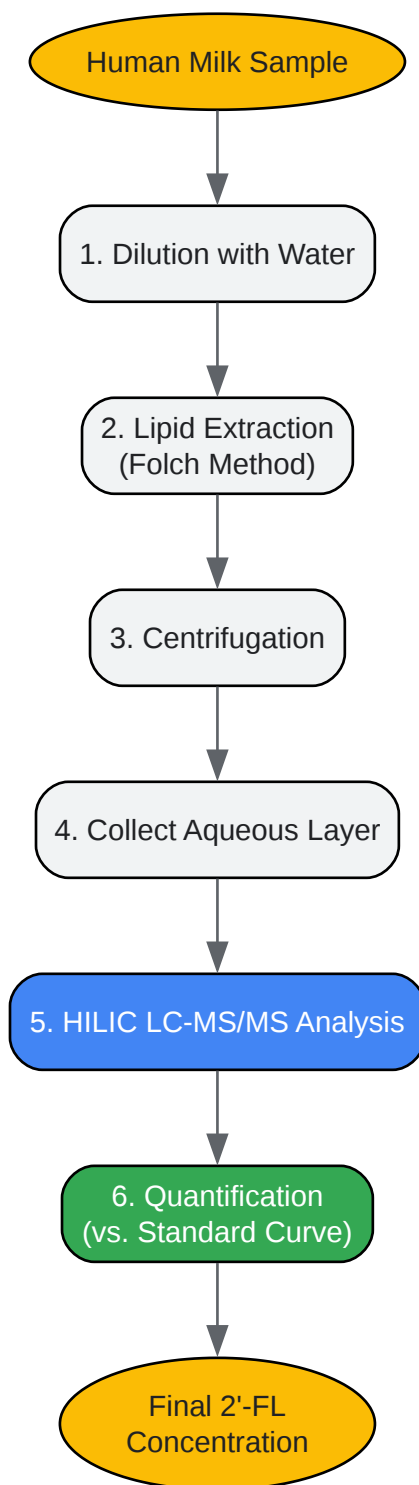 Human Milk Sample
1. Dilution with Water
2. Lipid Extraction
(Folch Method)
3. Centrifugation
4. Collect Aqueous Layer
5. HILIC LC-MS/MS Analysis
6. Quantification
(vs. Standard Curve)
Final 2'-FL
Concentration